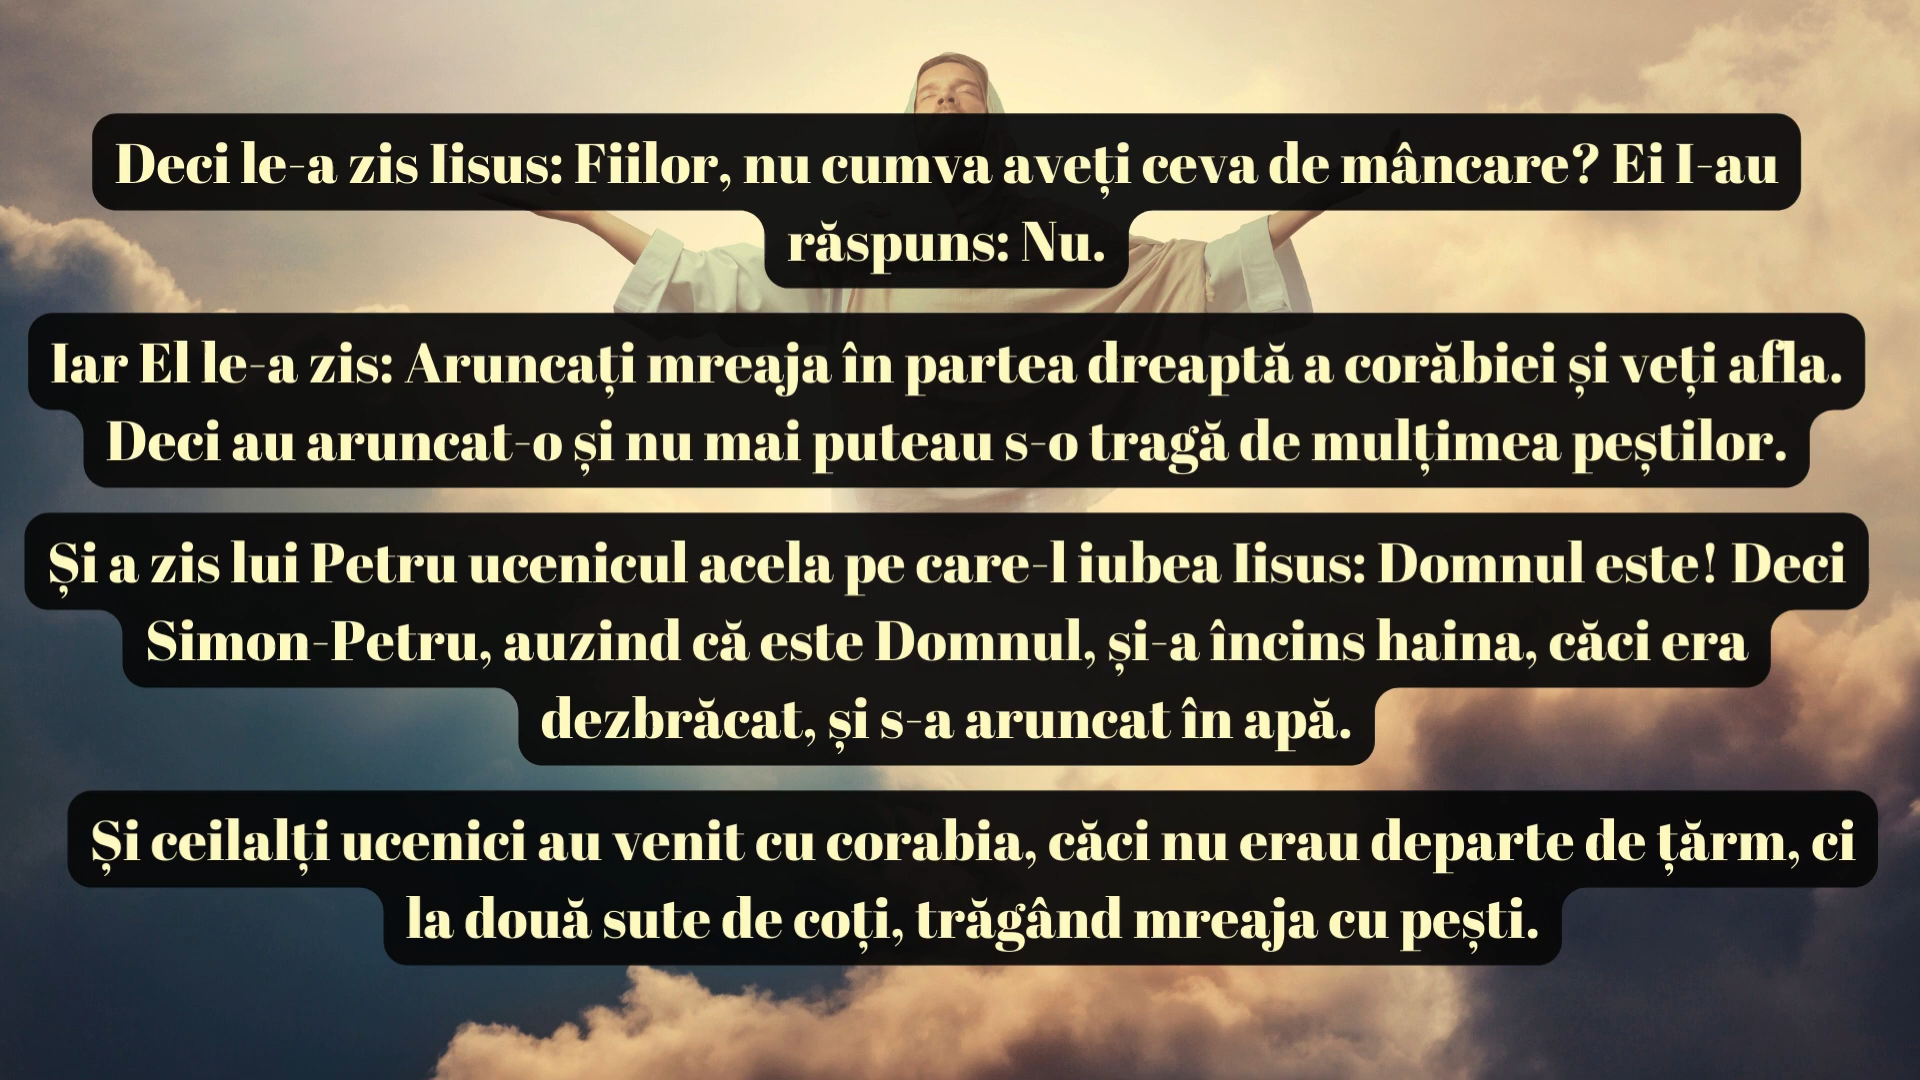 Deci le-a zis Iisus: Fiilor, nu cumva aveți ceva de mâncare? Ei I-au
răspuns: Nu.
Iar El le-a zis: Aruncați mreaja în partea dreaptă a corăbiei și veți afla.
Deci au aruncat-o și nu mai puteau s-o tragă de mulțimea peștilor.
Și a zis lui Petru ucenicul acela pe care-l iubea Iisus: Domnul este! Deci
Simon-Petru, auzind că este Domnul, și-a încins haina, căci era
dezbrăcat, și s-a aruncat în apă.
Și ceilalți ucenici au venit cu corabia, căci nu erau departe de țărm, ci
la două sute de coți, trăgând mreaja cu pești.